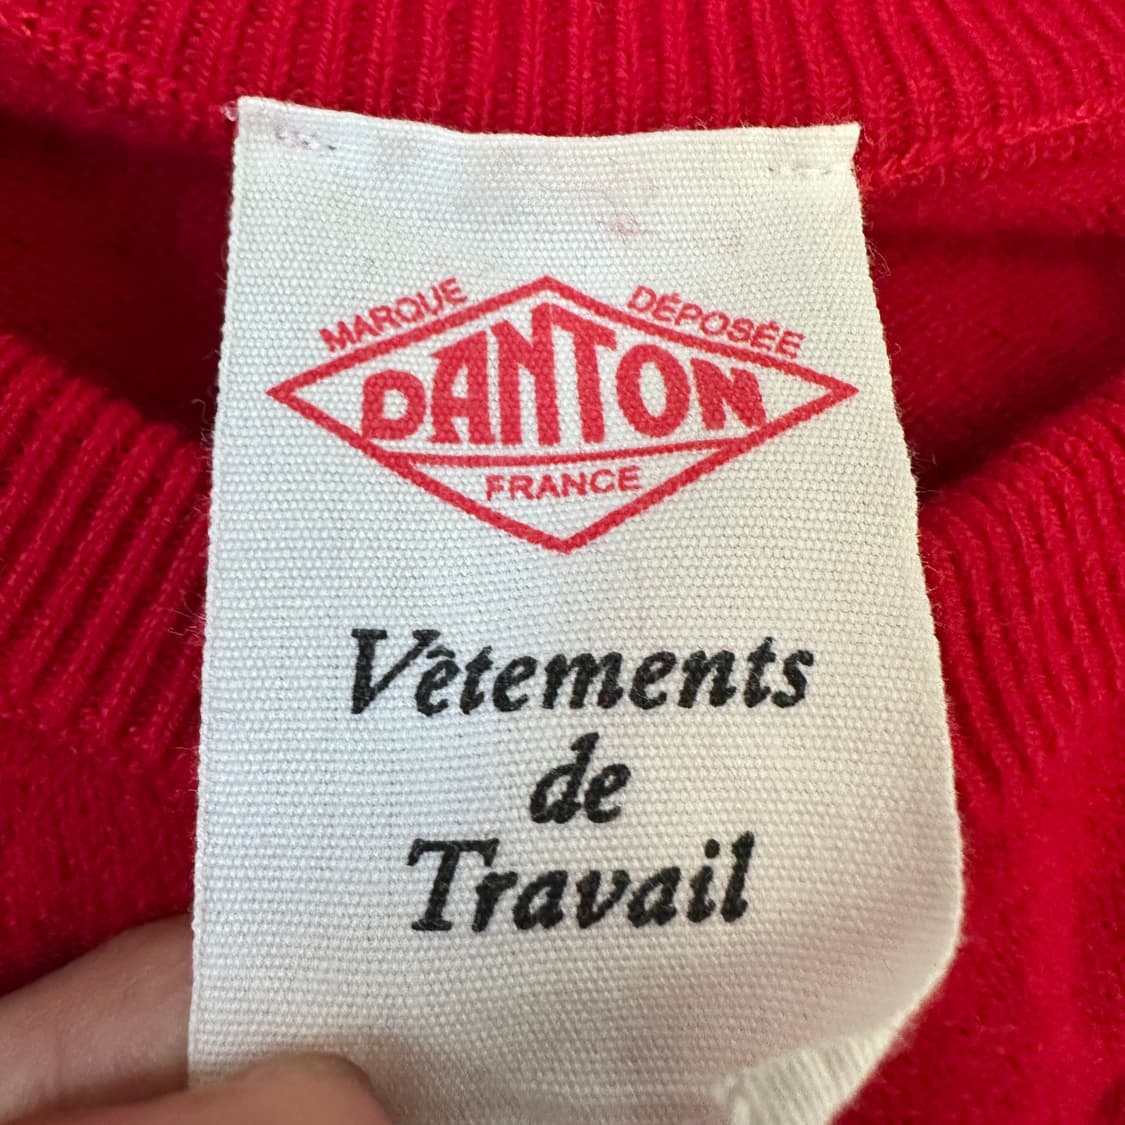 MARQUE DÉPOSÉE
DANTON
FRANCE
Vêtements
de
Travail